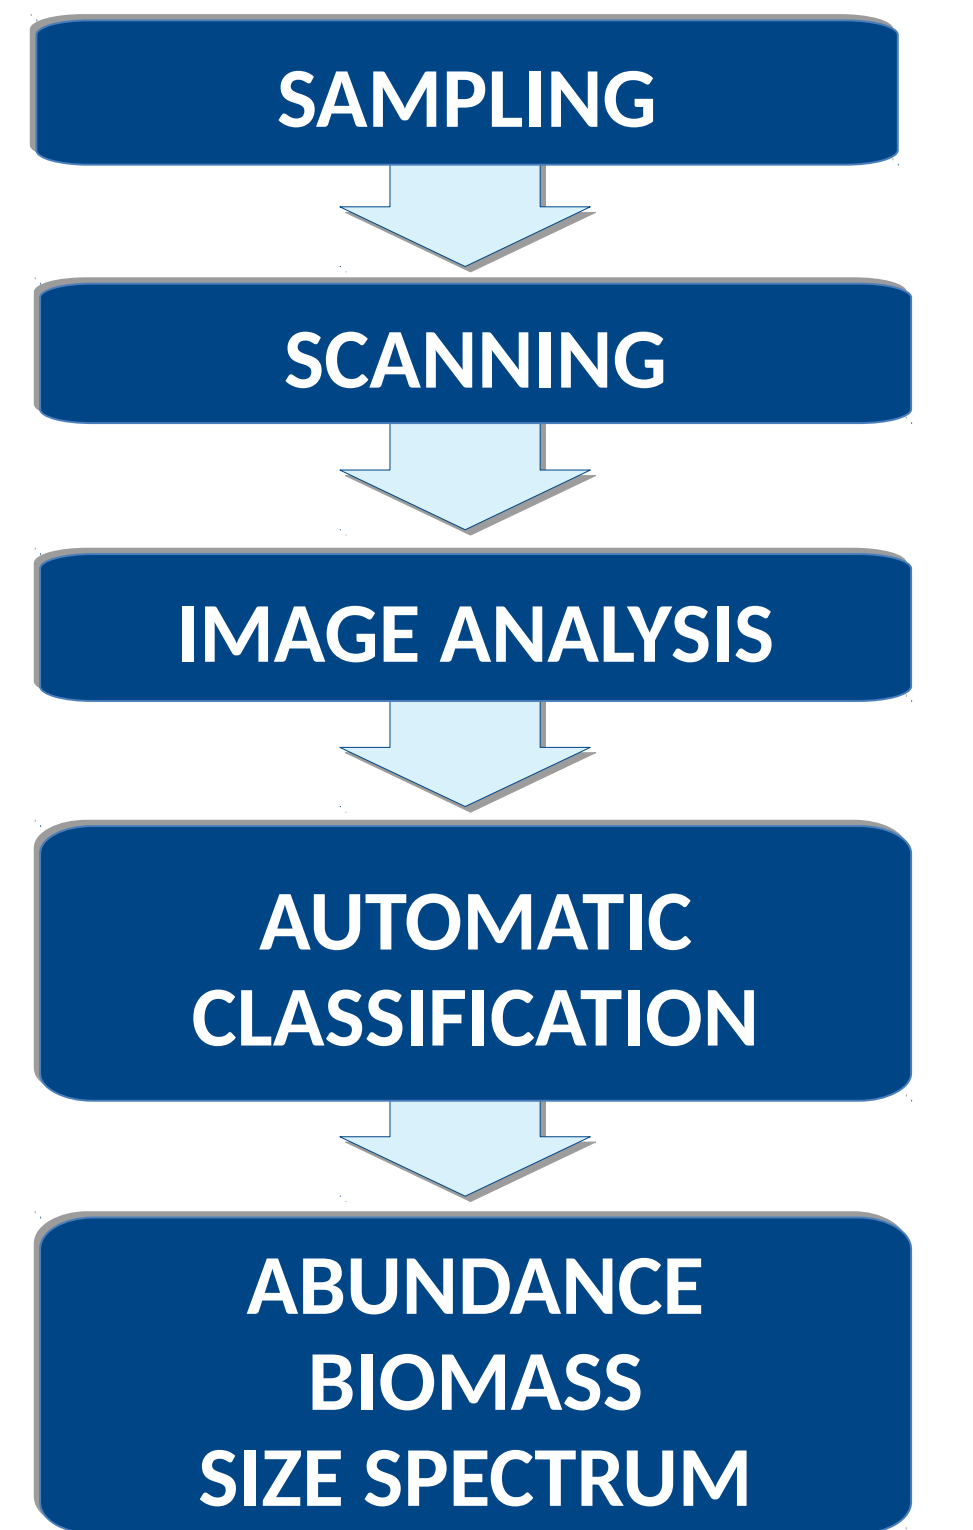 SAMPLING
SCANNING
IMAGE ANALYSIS
AUTOMATIC
CLASSIFICATION
ABUNDANCE
BIOMASS
SIZE SPECTRUM